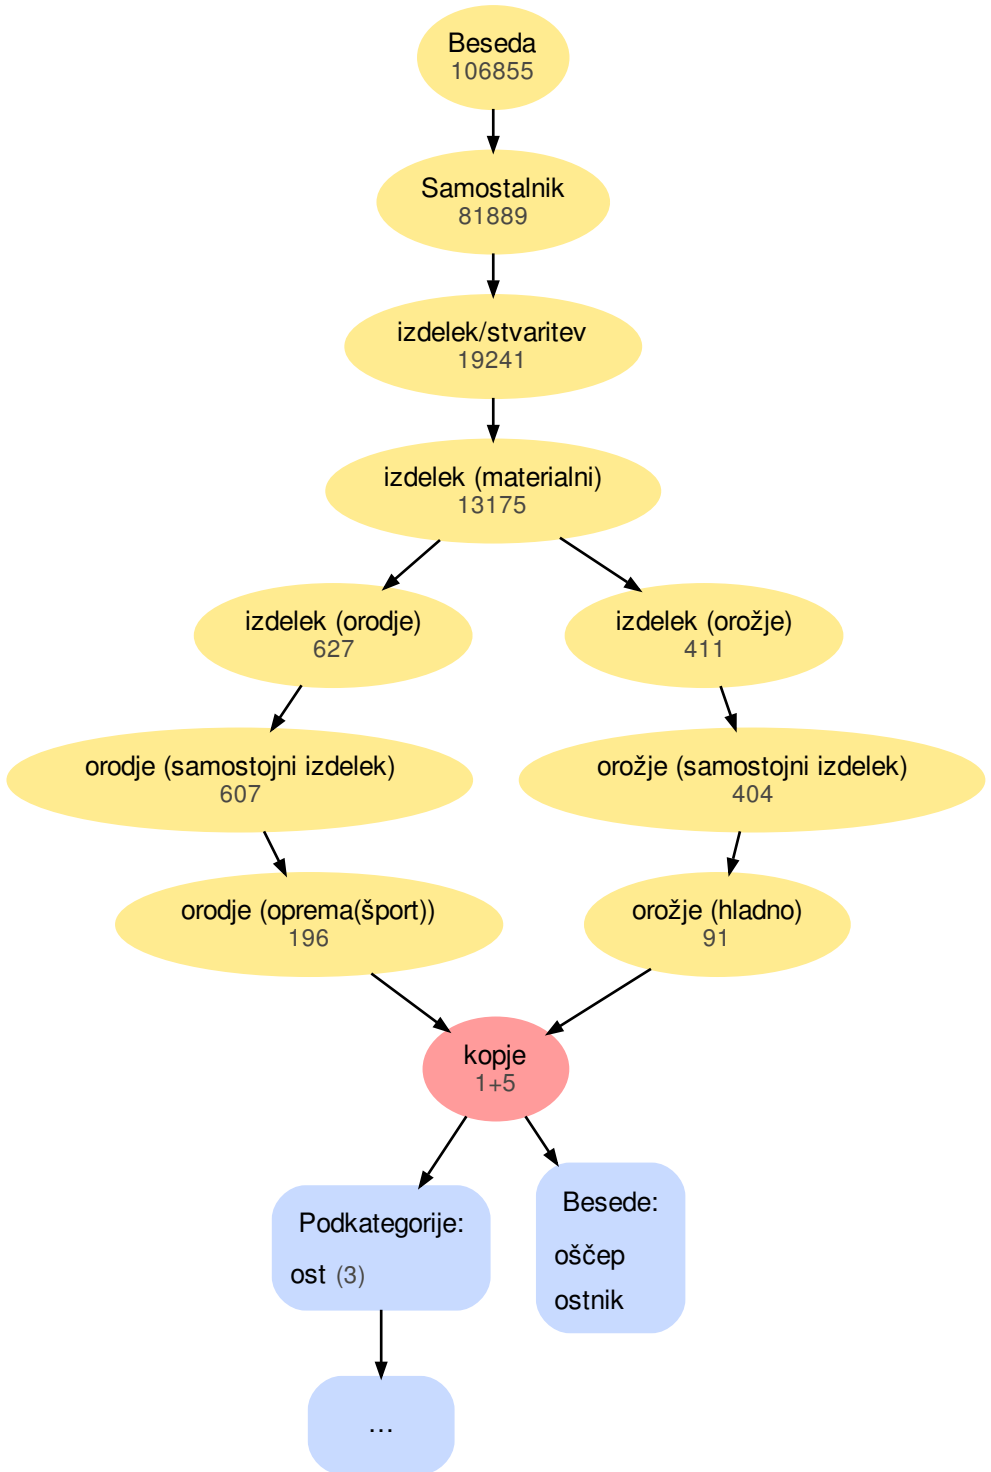 Beseda
106855
Samostalnik
81889
izdelek/stvaritev
19241
izdelek (materialni)
13175
izdelek (orodje)
627
izdelek (orožje)
411
orodje (samostojni izdelek)
607
orožje (samostojni izdelek)
404
orodje (oprema(šport))
196
orožje (hladno)
91
kopje
1+5
Podkategorije:
ost (3)
Besede:
oščep
ostnik
...